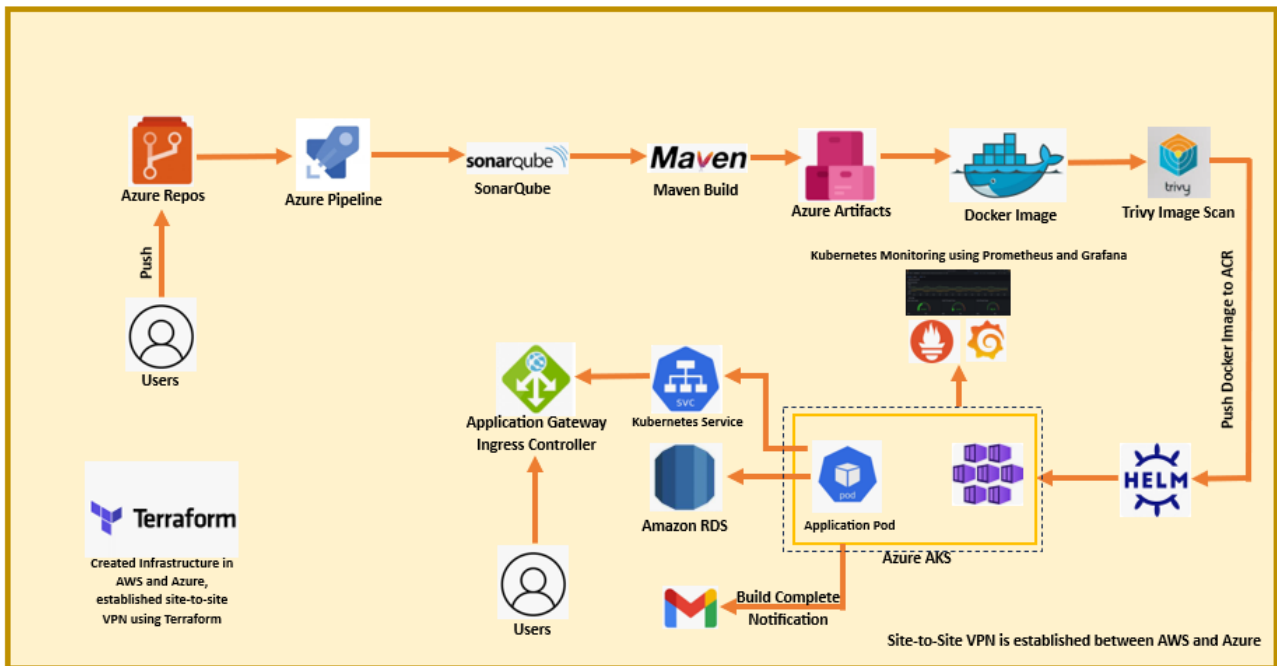 sonarqube
Maven
trivy
Azure Repos
Azure Pipeline
SonarQube
Maven Build
Azure Artifacts
Docker Image
Trivy Image Scan
Push
Kubernetes Monitoring using Prometheus and Grafana
Push Docker Image to ACR
Users
svc
Application Gateway
Ingress Controller
Kubernetes Service
pod
HELM
Terraform
Amazon RDS
Application Pod
Azure AKS
Created Infrastructure in
AWS and Azure,
established site-to-site
VPN using Terraform
Build Complete
Notification
Users
Site-to-Site VPN is established between AWS and Azure